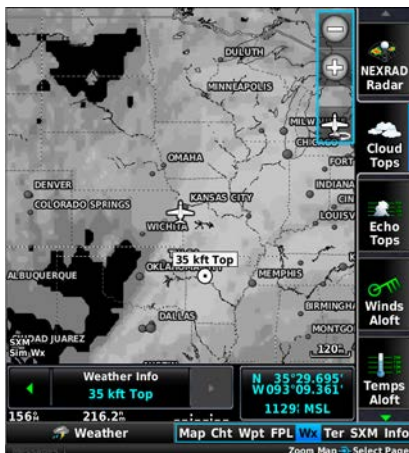 DULUTH
MINNEAPOLIS
MILW
CHICAGO
OMAHA
FORT
DENVER
COLORADO SPRINGS
KANSAS CITY
INDIANA
CIN
LOUISV
WICHITA
35 kft Top
ALBUQUERQUE
OKLAHOMA
MEMPHIS
DALLAS
BIRMINGHA
MONTGO
SXM
Sim Wx
DAD JUAREZ
120
NEXRAD
Radar
Cloud
Tops
Echo
Tops
Winds
Aloft
Temps
Aloft
Weather Info
35 kft Top
N 35°29.695'
W093°09.361'
1129 MSL
216.2
Weather
Map Cht Wpt FPL Wx Ter SXM Info
Zoom Map Select Page